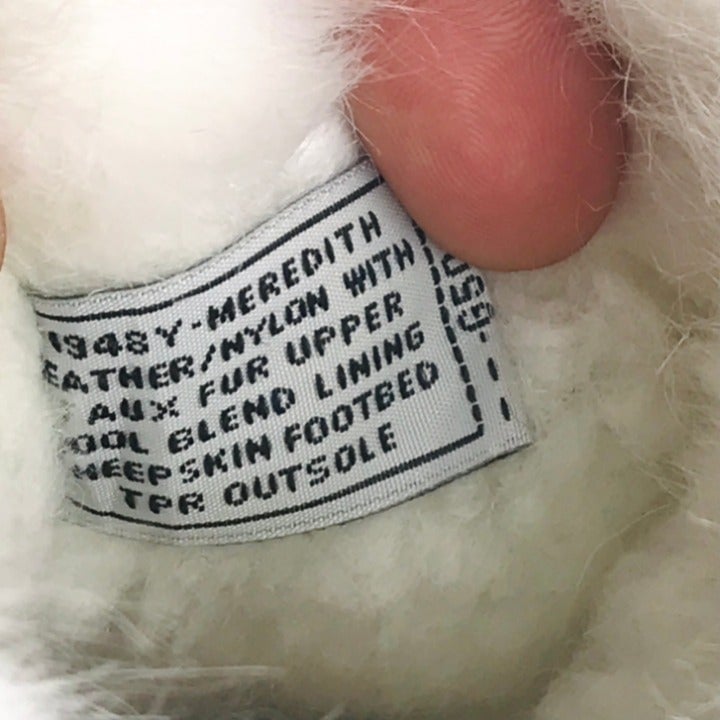 1948Y-MEREDITH
EATHER/NYLON WITH
AUX FUR UPPER
OOL BLEND LINING
HEEPSKIN FOOTBED
TPR OUTSOLE